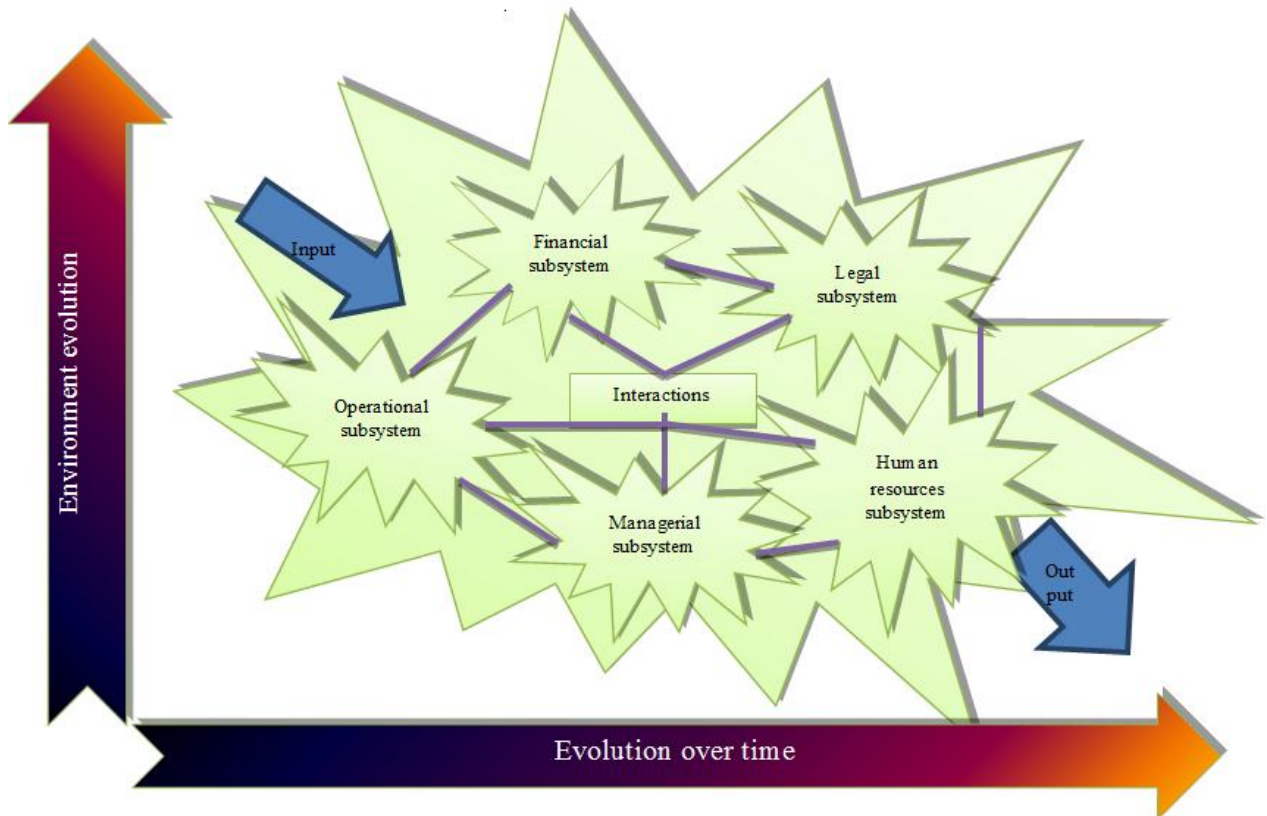 Environment evolution
Input
Financial
subsystem
Legal
subsystem
Interactions
Operational
subsystem
Human
resources
subsystem
Managerial
subsystem
Out
put
Evolution over time